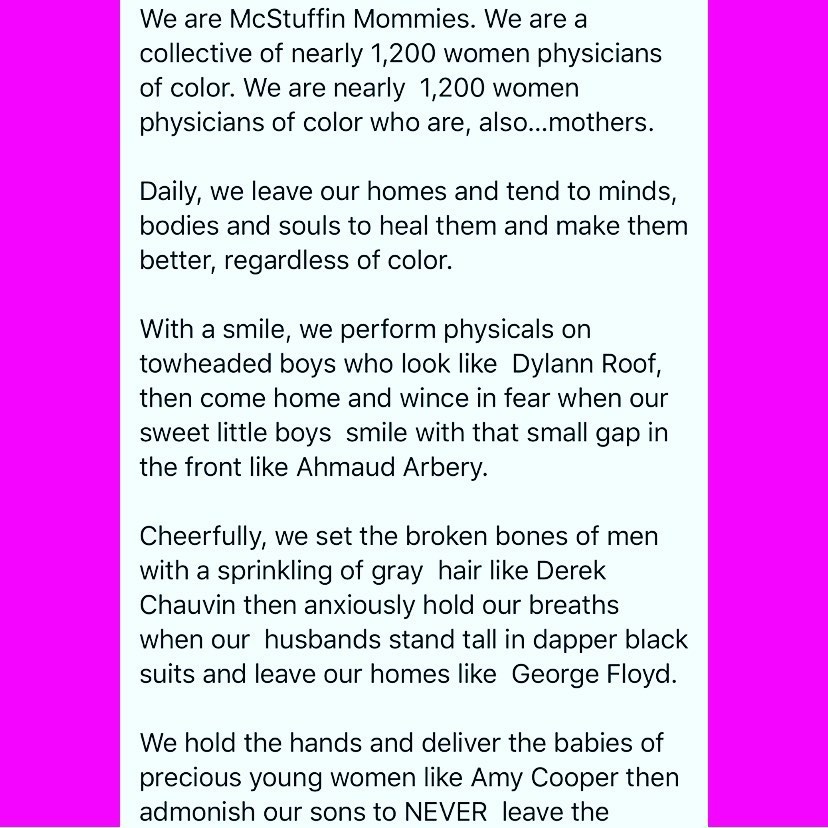 We are McStuffin Mommies. We are a
collective of nearly 1,200 women physicians
of color. We are nearly  1,200 women
physicians of color who are, also...mothers.

Daily, we leave our homes and tend to minds,
bodies and souls to heal them and make them
better, regardless of color.

With a smile, we perform physicals on
towheaded boys who look like  Dylann Roof,
then come home and wince in fear when our
sweet little boys  smile with that small gap in
the front like Ahmaud Arbery.

Cheerfully, we set the broken bones of men
with a sprinkling of gray  hair like Derek
Chauvin then anxiously hold our breaths
when our  husbands stand tall in dapper black
suits and leave our homes like  George Floyd.

We hold the hands and deliver the babies of
precious young women like Amy Cooper then
admonish our sons to NEVER  leave the